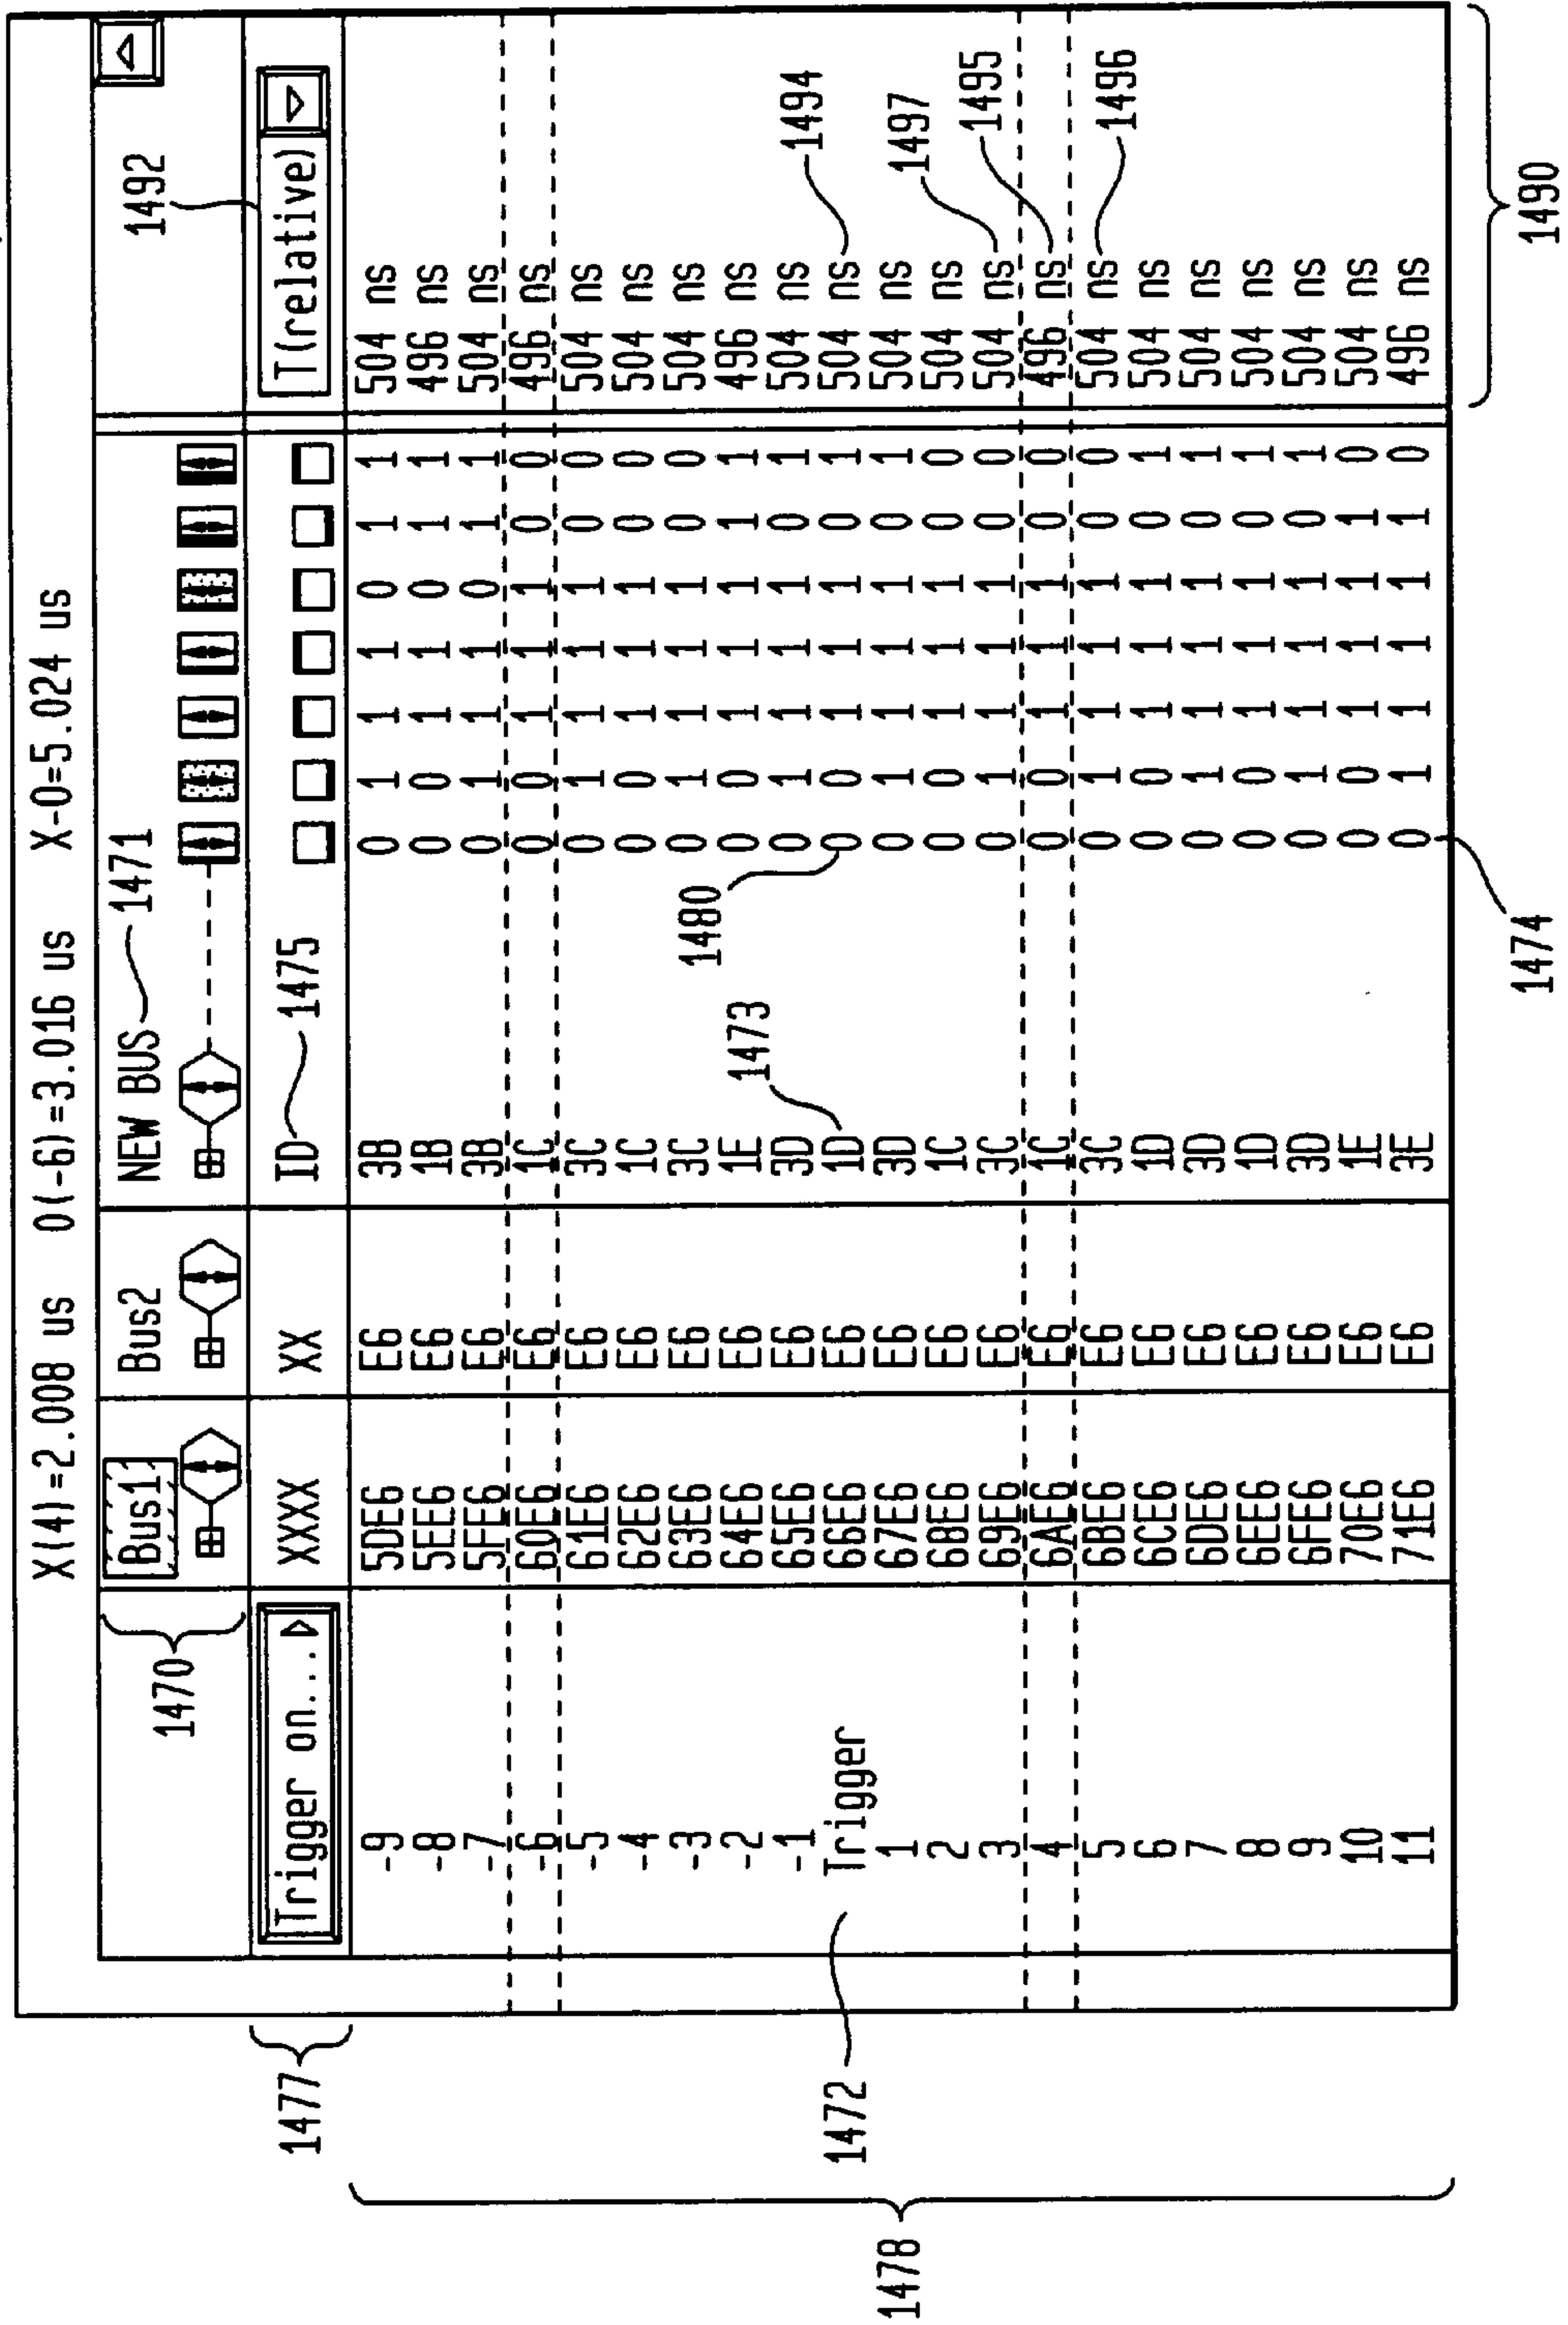 X(4)=2.008 us 0(-6)=3.016 us X-0=5.024 us
1470
Bus11 Bus2 NEW BUS 1471 1492
1477
Trigger on... XXXX XX ID 1475 T(relative)
-9 5DE6 E6 3B 0 1 1 1 0 1 1 504 ns
-8 5EE6 E6 1B 0 0 1 1 0 1 1 496 ns
-7 5FE6 E6 3B 0 1 1 1 0 1 1 504 ns
-6 60E6 E6 1C 0 0 1 1 1 0 0 496 ns
-5 61E6 E6 3C 0 1 1 1 1 0 0 504 ns
-4 62E6 E6 1C 0 0 1 1 1 0 0 504 ns
-3 63E6 E6 3C 0 1 1 1 1 0 0 504 ns
1480
-2 64E6 E6 1E 0 0 1 1 1 1 1 496 ns
1473
-1 65E6 E6 3D 0 1 1 1 1 0 1 504 ns
1494
1472
Trigger 66E6 E6 1D 0 0 1 1 1 0 1 504 ns
1478
1 67E6 E6 3D 0 1 1 1 1 0 1 504 ns
1497
2 68E6 E6 1C 0 0 1 1 1 0 0 504 ns
3 69E6 E6 3C 0 1 1 1 1 0 0 504 ns
1495
4 6AE6 E6 1C 0 0 1 1 1 0 0 496 ns
5 6BE6 E6 3C 0 1 1 1 1 0 0 504 ns
1496
6 6CE6 E6 1D 0 0 1 1 1 0 1 504 ns
7 6DE6 E6 3D 0 1 1 1 1 0 1 504 ns
8 6EE6 E6 1D 0 0 1 1 1 0 1 504 ns
9 6FE6 E6 3D 0 1 1 1 1 0 1 504 ns
10 70E6 E6 1E 0 0 1 1 1 1 0 504 ns
11 71E6 E6 3E 0 1 1 1 1 1 0 496 ns
1474
1490